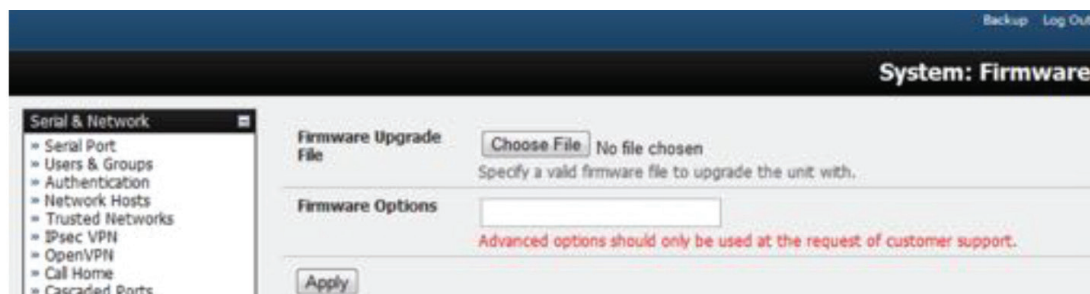 Backup Log Out
System: Firmware
Serial & Network
» Serial Port
» Users & Groups
» Authentication
» Network Hosts
» Trusted Networks
» IPsec VPN
» OpenVPN
» Call Home
» Cascaded Ports
Firmware Upgrade
File
Choose File No file chosen
Specify a valid firmware file to upgrade the unit with.
Firmware Options
Advanced options should only be used at the request of customer support.
Apply